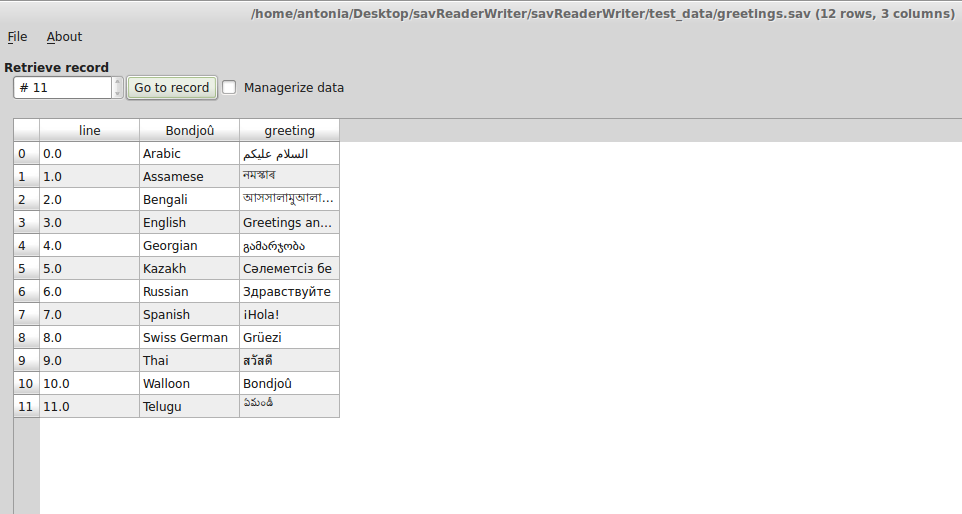 /home/antonia/Desktop/savReaderWriter/savReaderWriter/test_data/greetings.sav (12 rows, 3 columns)
File About
Retrieve record
# 11 Go to record Managerize data
line Bondjoû greeting
0 0.0 Arabic السلام عليكم
1 1.0 Assamese নমস্কাৰ
2 2.0 Bengali আসসালামুআলা...
3 3.0 English Greetings an...
4 4.0 Georgian გამარჯობა
5 5.0 Kazakh Сәлеметсіз бе
6 6.0 Russian Здравствуйте
7 7.0 Spanish ¡Hola!
8 8.0 Swiss German Grüezi
9 9.0 Thai สวัสดี
10 10.0 Walloon Bondjoû
11 11.0 Telugu ఏమండీ